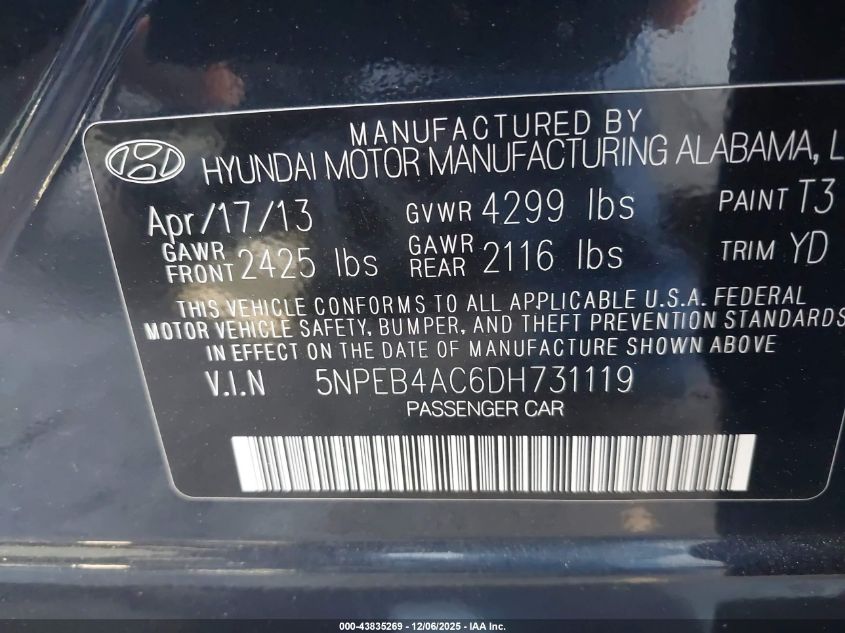 MANUFACTURED BY
HYUNDAI MOTOR MANUFACTURING ALABAMA, L
Apr/17/13 GVWR 4299 lbs PAINT T3
GAWR FRONT 2425 lbs GAWR REAR 2116 lbs TRIM YD
THIS VEHICLE CONFORMS TO ALL APPLICABLE U.S.A. FEDERAL
MOTOR VEHICLE SAFETY, BUMPER, AND THEFT PREVENTION STANDARDS
IN EFFECT ON THE DATE OF MANUFACTURE SHOWN ABOVE
V.I.N 5NPEB4AC6DH731119
PASSENGER CAR
000-43835269 - 12/06/2025 - IAA Inc.